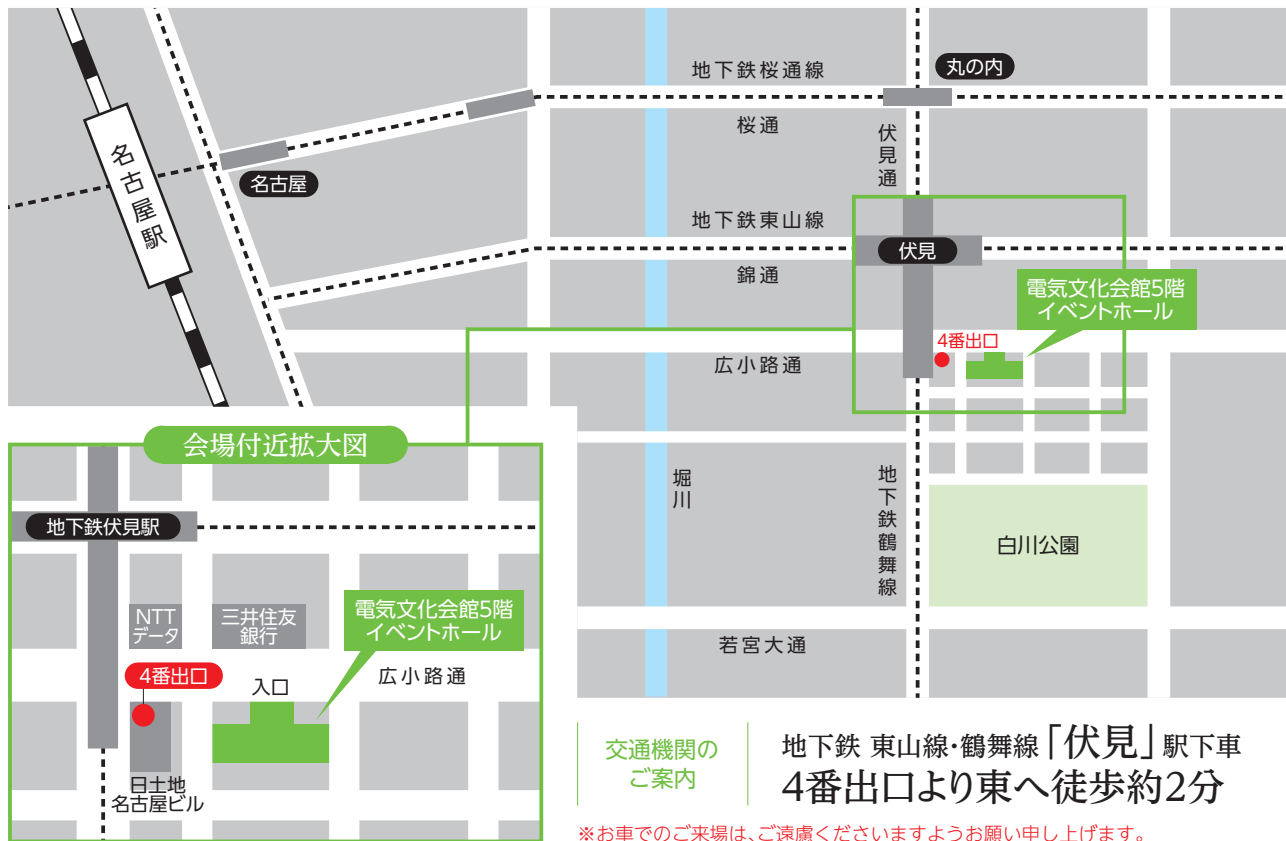 地下鉄桜通線
丸の内
桜通
伏見通
名古屋駅
名古屋
地下鉄東山線
伏見
錦通
電気文化会館5階
イベントホール
4番出口
広小路通
堀川
地下鉄鶴舞線
白川公園
若宮大通
会場付近拡大図
地下鉄伏見駅
NTT
データ
三井住友
銀行
電気文化会館5階
イベントホール
4番出口
入口
広小路通
日土地
名古屋ビル
交通機関の
ご案内
地下鉄 東山線・鶴舞線「伏見」駅下車
4番出口より東へ徒歩約2分
※お車でのご来場は、ご遠慮くださいますようお願い申し上げます。